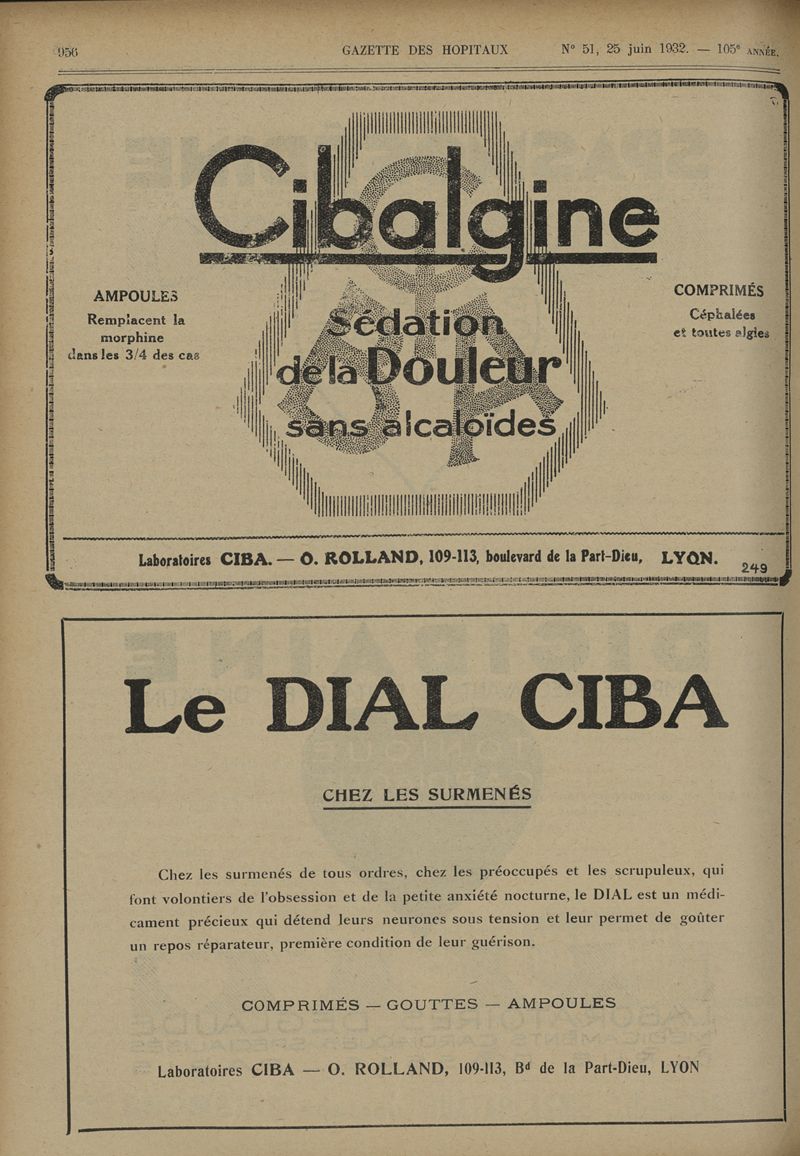 956 GAZETTE DES HOPITAUX N° 51, 25 juin 1932. — 105e ANNÉE.
Cibalgine
AMPOULES
Remplacent la
morphine
dans les 3/4 des cas
Sédation
de la Douleur
sans alcaloïdes
COMPRIMÉS
Céphalées
et toutes algies
Laboratoires CIBA. — O. ROLLAND, 109-113, boulevard de la Part-Dieu, LYON.
249
Le DIAL CIBA
CHEZ LES SURMENÉS
Chez les surmenés de tous ordres, chez les préoccupés et les scrupuleux, qui
font volontiers de l'obsession et de la petite anxiété nocturne, le DIAL est un médi-
cament précieux qui détend leurs neurones sous tension et leur permet de goûter
un repos réparateur, première condition de leur guérison.
COMPRIMÉS — GOUTTES — AMPOULES
Laboratoires CIBA — O. ROLLAND, 109-113, Bd de la Part-Dieu, LYON